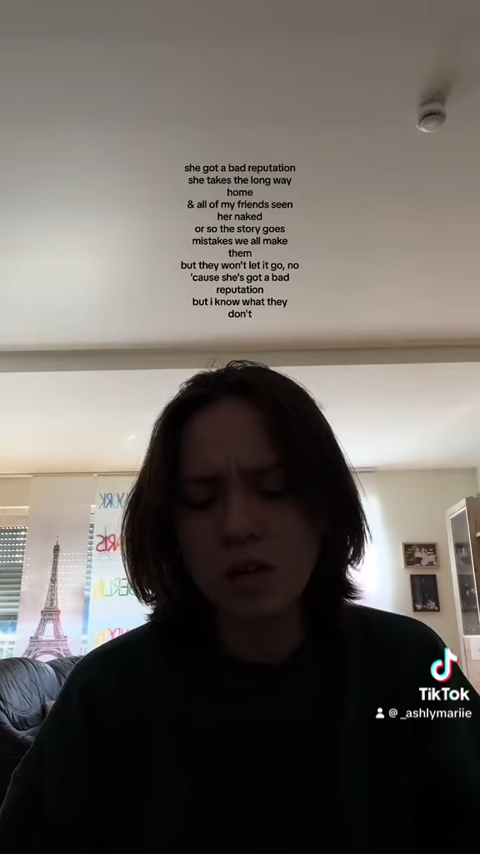 she got a bad reputation
she takes the long way
home
& all of my friends seen
her naked
or so the story goes
mistakes we all make
them
but they won't let it go, no
'cause she's got a bad
reputation
but i know what they
don't
TikTok
@ _ashlymariie